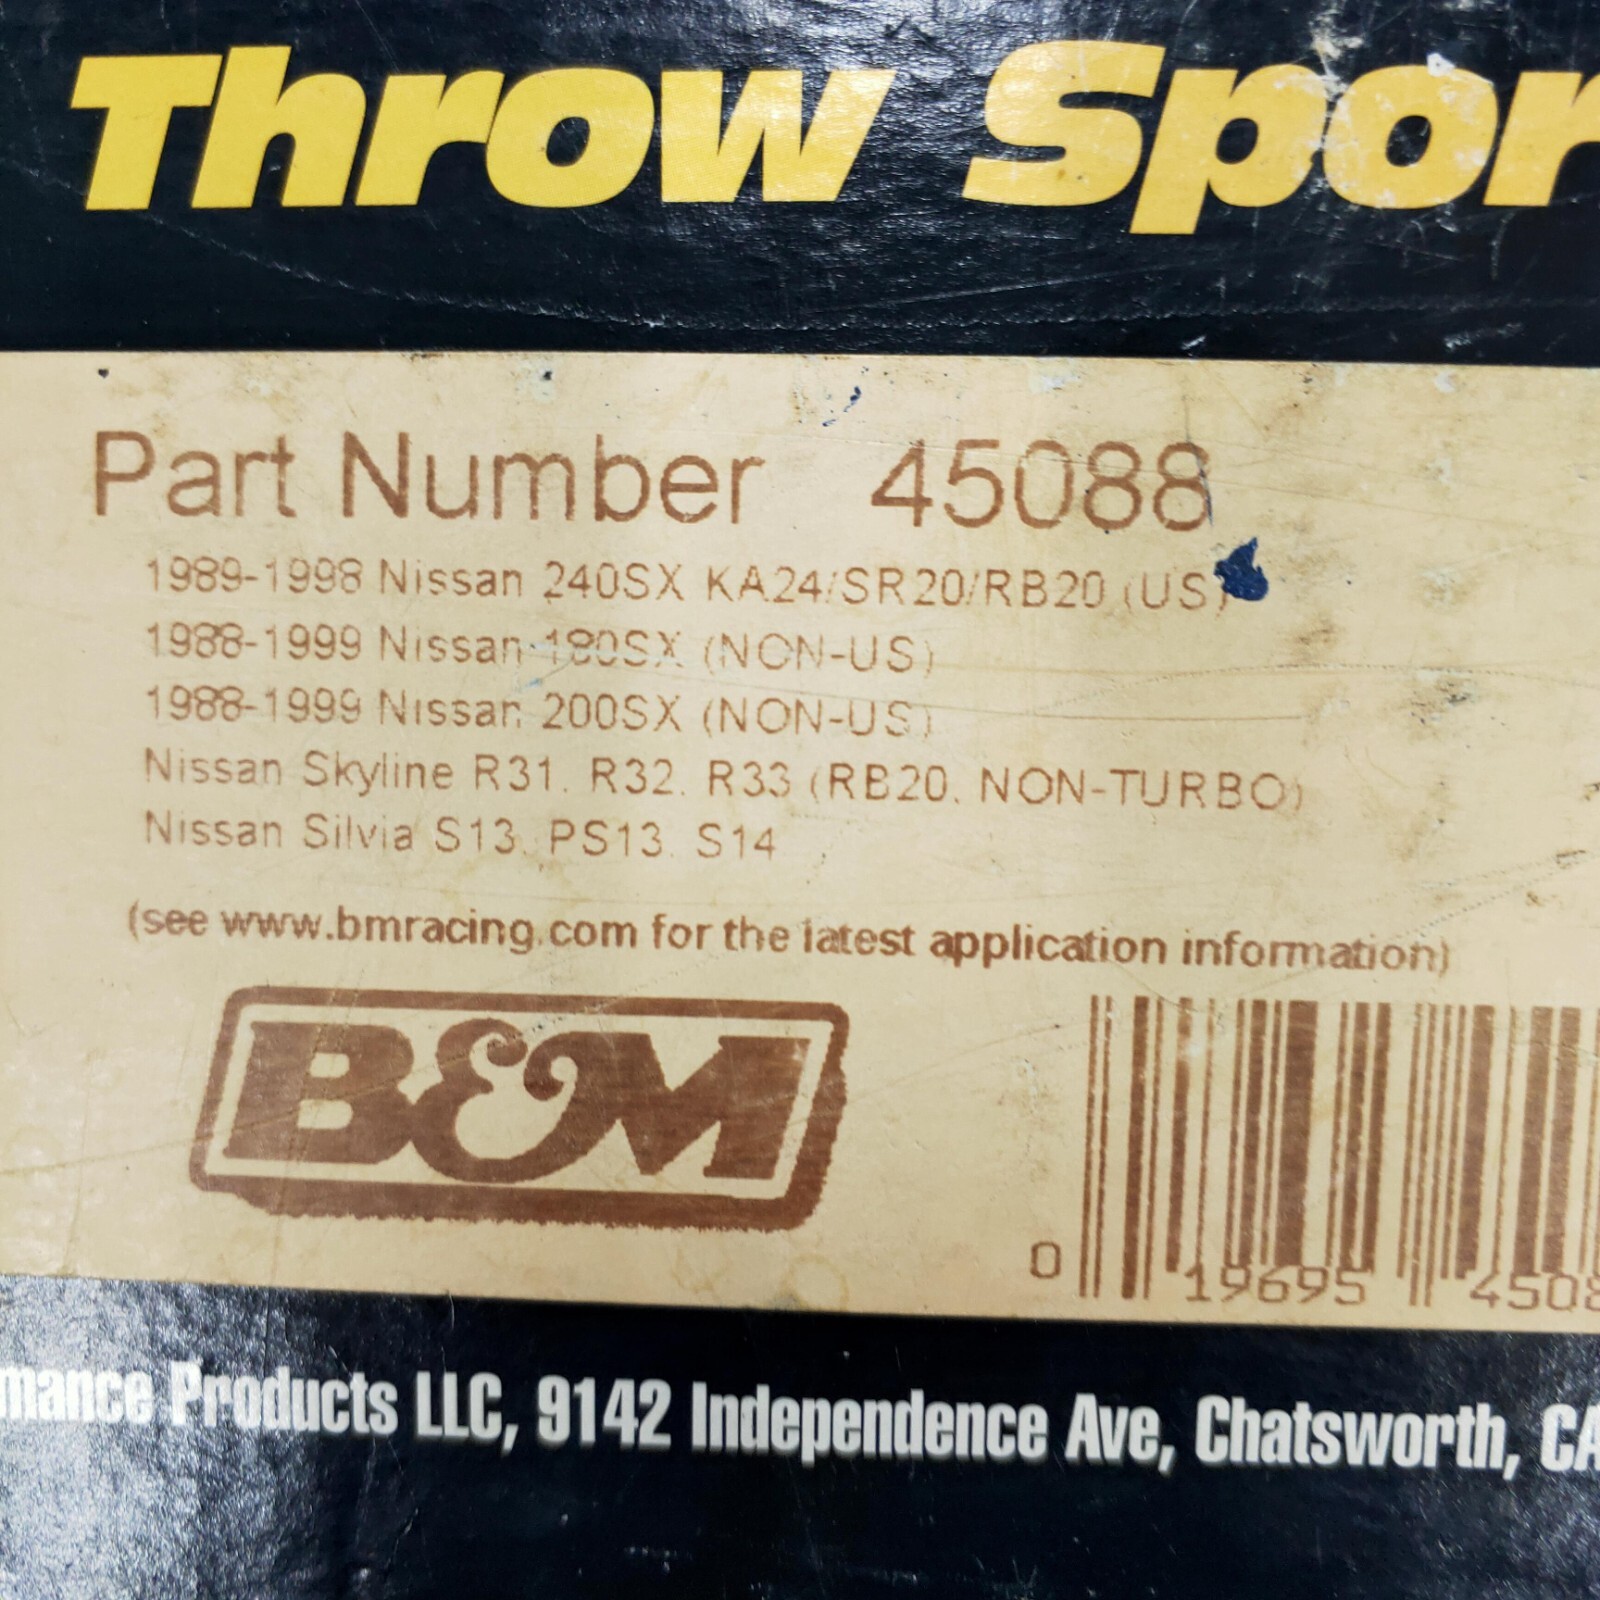 Throw Spor
Part Number 45088
1989-1998 Nissan 240SX KA24/SR20/RB20 (US)
1988-1999 Nissan 180SX (NON-US)
1988-1999 Nissan 200SX (NON-US)
Nissan Skyline R31, R32, R33 (RB20, NON-TURBO)
Nissan Silvia S13, PS13, S14
(see www.bmracing.com for the latest application information)
B&M
0 19695 4508
mance Products LLC, 9142 Independence Ave, Chatsworth, CA